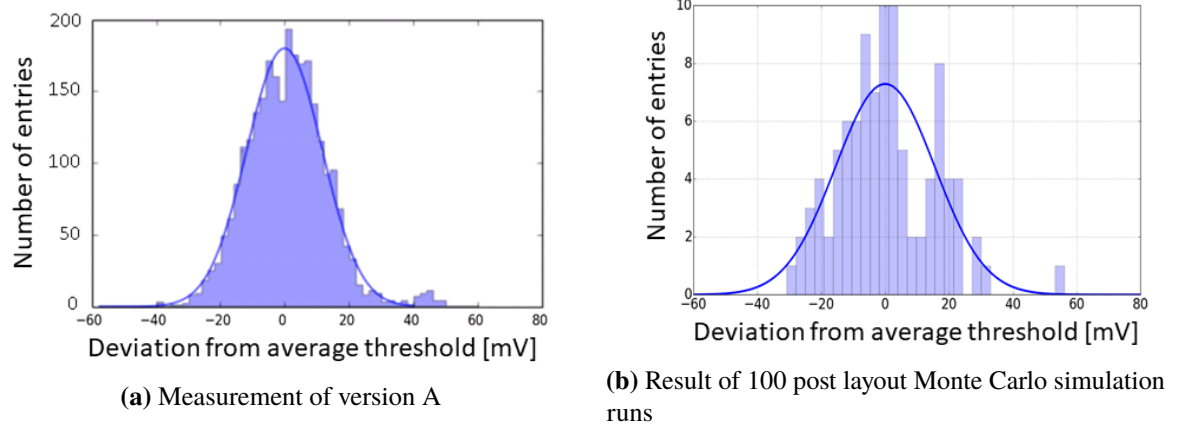 200
150
100
50
0
Number of entries
−60 −40 −20 0 20 40 60 80
Deviation from average threshold [mV]
(a) Measurement of version A
10
8
6
4
2
0
Number of entries
−60 −40 −20 0 20 40 60 80
Deviation from average threshold [mV]
(b) Result of 100 post layout Monte Carlo simulation
runs